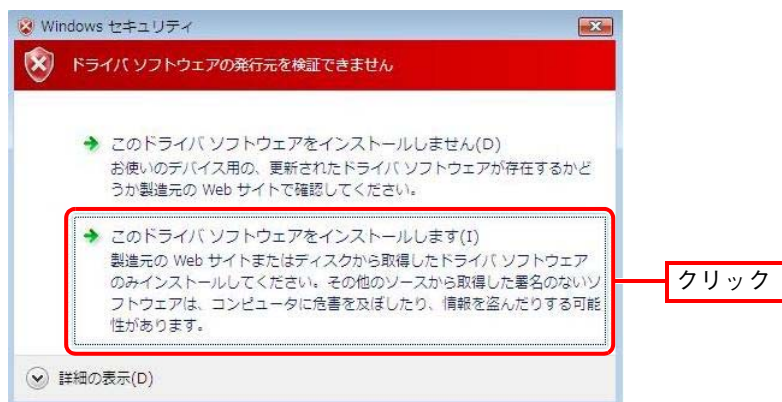 Windows セキュリティ
ドライバ ソフトウェアの発行元を検証できません
このドライバ ソフトウェアをインストールしません(D)
お使いのデバイス用の、更新されたドライバ ソフトウェアが存在するかど
うか製造元の Web サイトで確認してください。
このドライバ ソフトウェアをインストールします(I)
製造元の Web サイトまたはディスクから取得したドライバ ソフトウェア
のみインストールしてください。その他のソースから取得した署名のないソ
フトウェアは、コンピュータに危害を及ぼしたり、情報を盗んだりする可能
性があります。
クリック
詳細の表示(D)